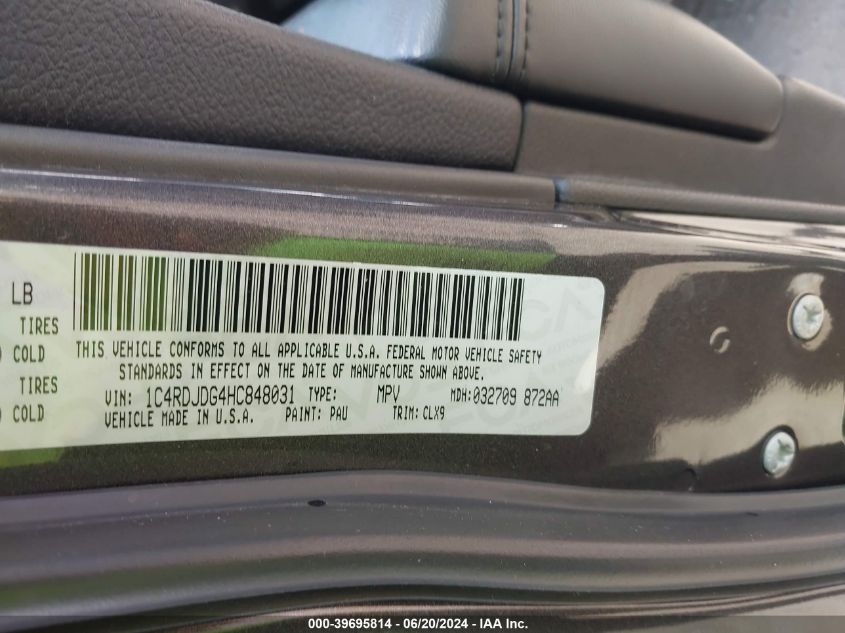 LB
TIRES
COLD
TIRES
COLD
THIS VEHICLE CONFORMS TO ALL APPLICABLE U.S.A. FEDERAL MOTOR VEHICLE SAFETY
STANDARDS IN EFFECT ON THE DATE OF MANUFACTURE SHOWN ABOVE.
VIN: 1C4RDJDG4HC848031 TYPE: MPV MDH:032709 872AA
VEHICLE MADE IN U.S.A. PAINT: PAU TRIM: CLX9
000-39695814 - 06/20/2024 - IAA Inc.